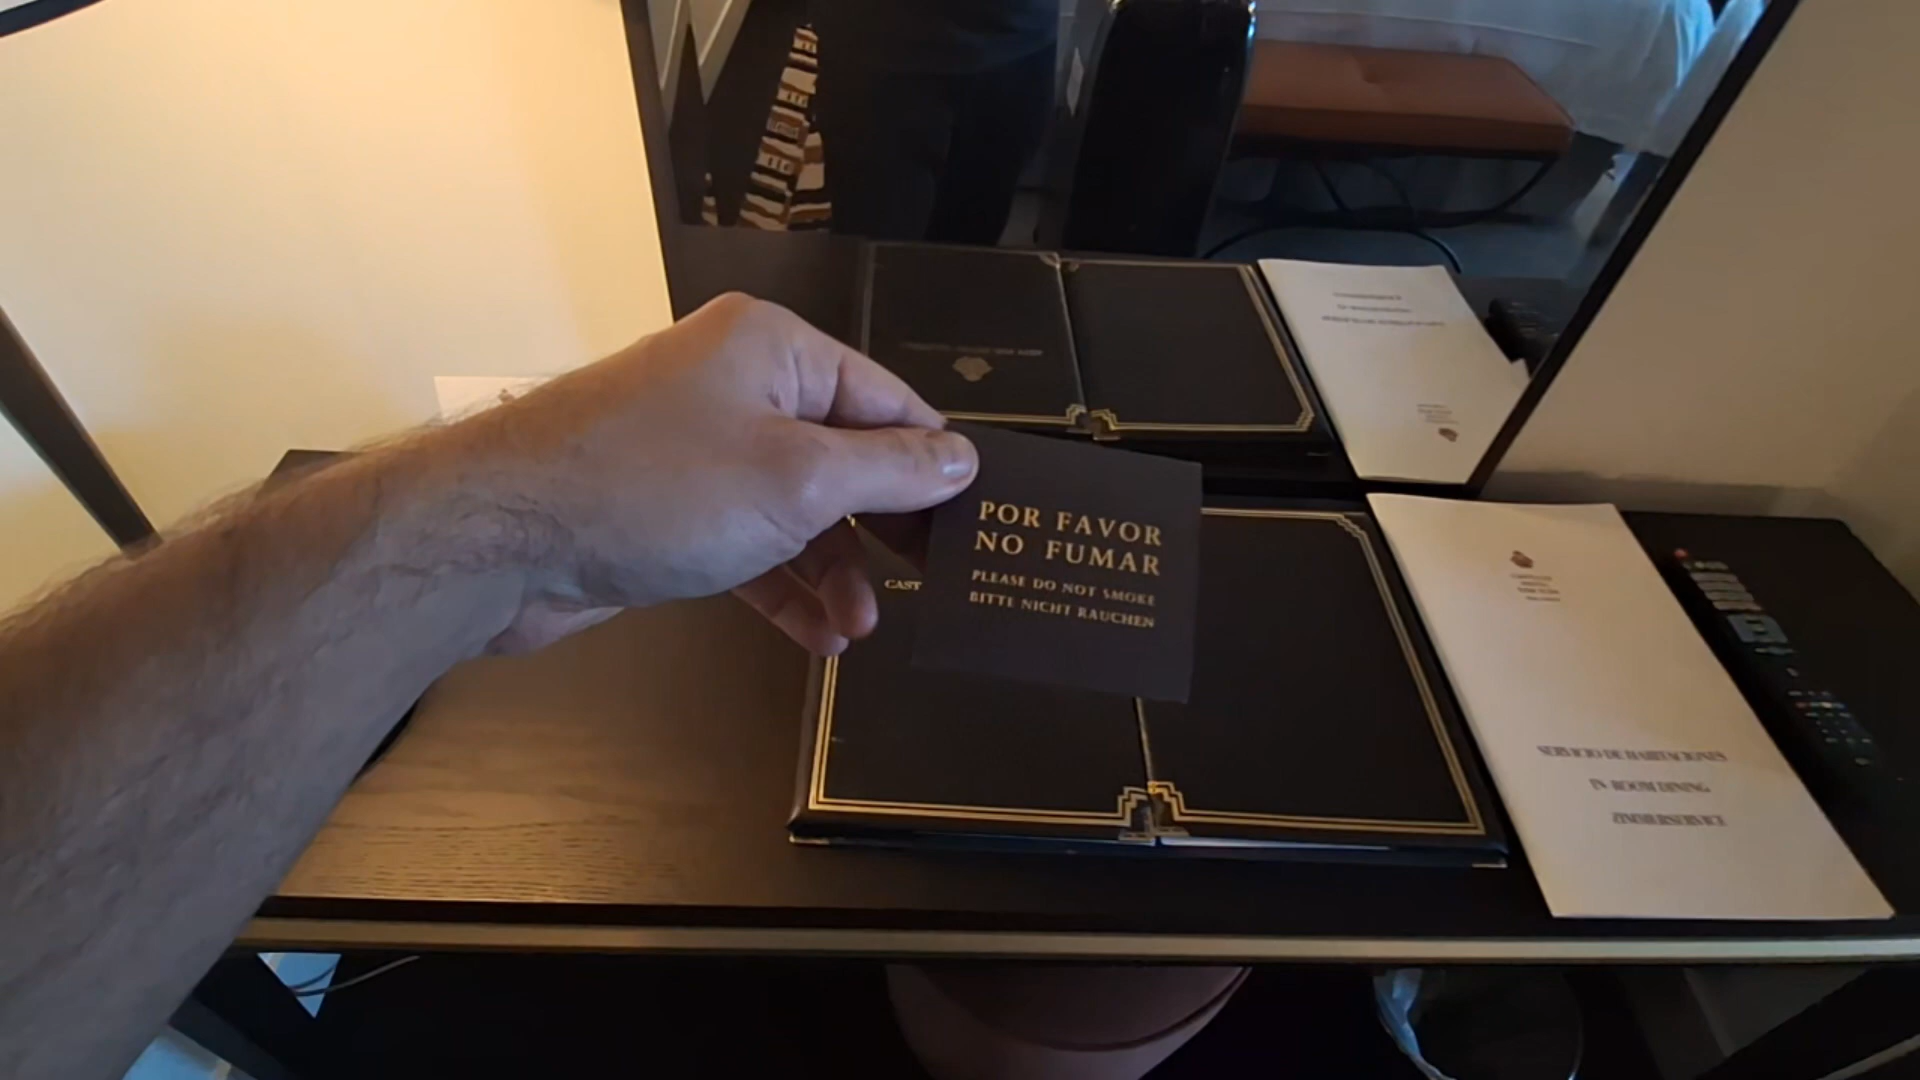 POR FAVOR
NO FUMAR
PLEASE DO NOT SMOKE
BITTE NICHT RAUCHEN
CAST
SERVICIO DE HABITACIONES
IN-ROOM DINING
ZIMMERSERVICE